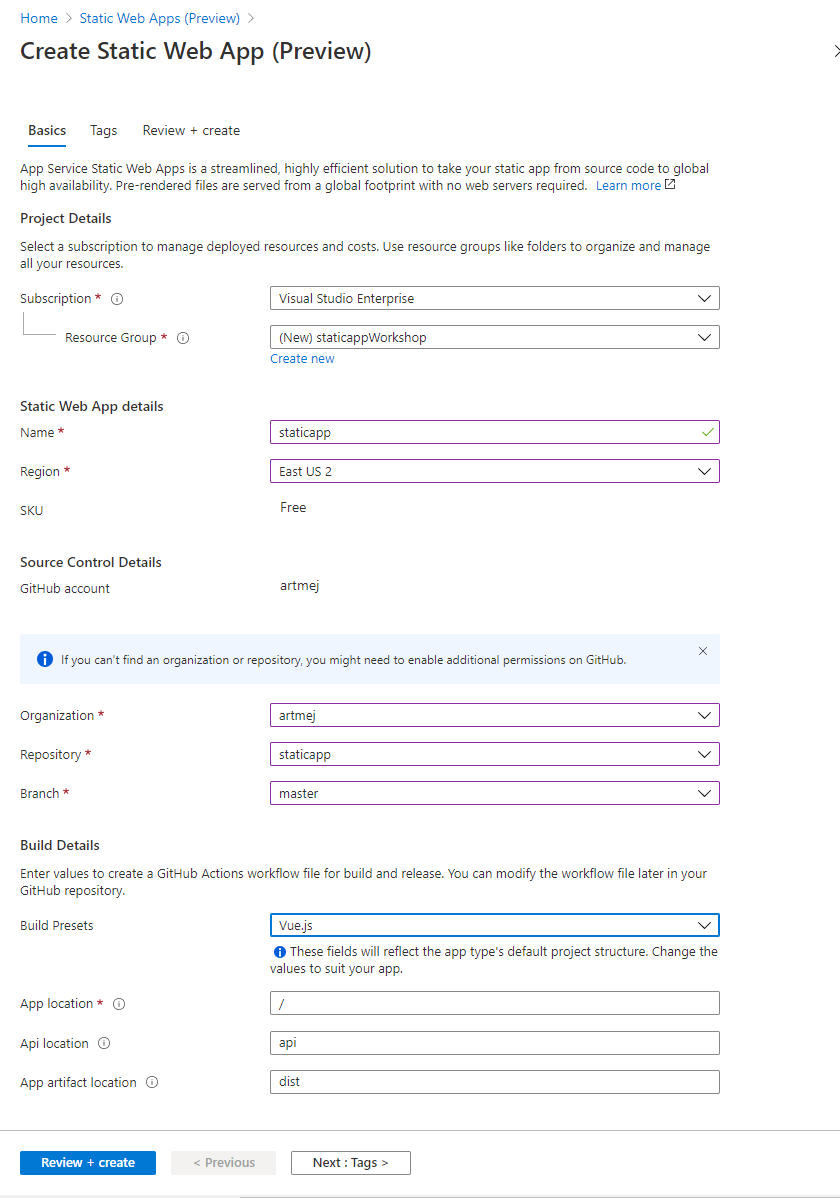 Home > Static Web Apps (Preview) >
Create Static Web App (Preview)
Basics Tags Review + create
App Service Static Web Apps is a streamlined, highly efficient solution to take your static app from source code to global
high availability. Pre-rendered files are served from a global footprint with no web servers required. Learn more
Project Details
Select a subscription to manage deployed resources and costs. Use resource groups like folders to organize and manage
all your resources.
Subscription * Visual Studio Enterprise
Resource Group * (New) staticappWorkshop
Create new
Static Web App details
Name * staticapp
Region * East US 2
SKU Free
Source Control Details
GitHub account artmej
If you can't find an organization or repository, you might need to enable additional permissions on GitHub.
Organization * artmej
Repository * staticapp
Branch * master
Build Details
Enter values to create a GitHub Actions workflow file for build and release. You can modify the workflow file later in your
GitHub repository.
Build Presets Vue.js
These fields will reflect the app type's default project structure. Change the
values to suit your app.
App location * /
Api location api
App artifact location dist
Review + create < Previous Next : Tags >